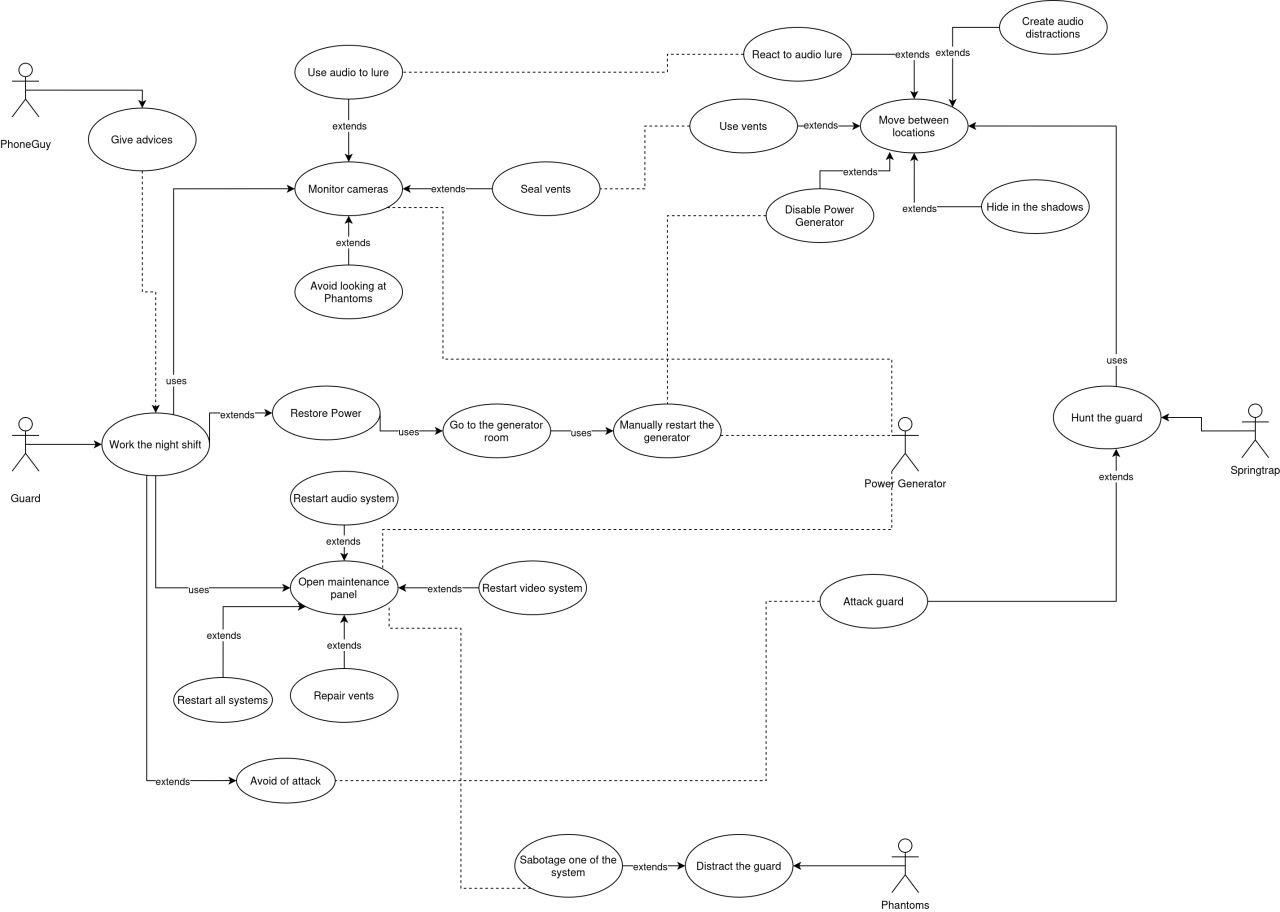 Create audio
distractions
React to audio lure
extends
extends
Use audio to lure
Move between
locations
Use vents
extends
extends
PhoneGuy
Give advices
Monitor cameras
extends
Seal vents
extends
Disable Power
Generator
extends
Hide in the shadows
extends
Avoid looking at
Phantoms
uses
uses
Restore Power
extends
Go to the generator
room
uses
uses
Manually restart the
generator
Hunt the guard
Work the night shift
Guard
Power Generator
Springtrap
extends
Restart audio system
extends
Open maintenance
panel
uses
extends
Restart video system
Attack guard
extends
extends
Restart all systems
Repair vents
extends
Avoid of attack
Sabotage one of the
system
extends
Distract the guard
Phantoms